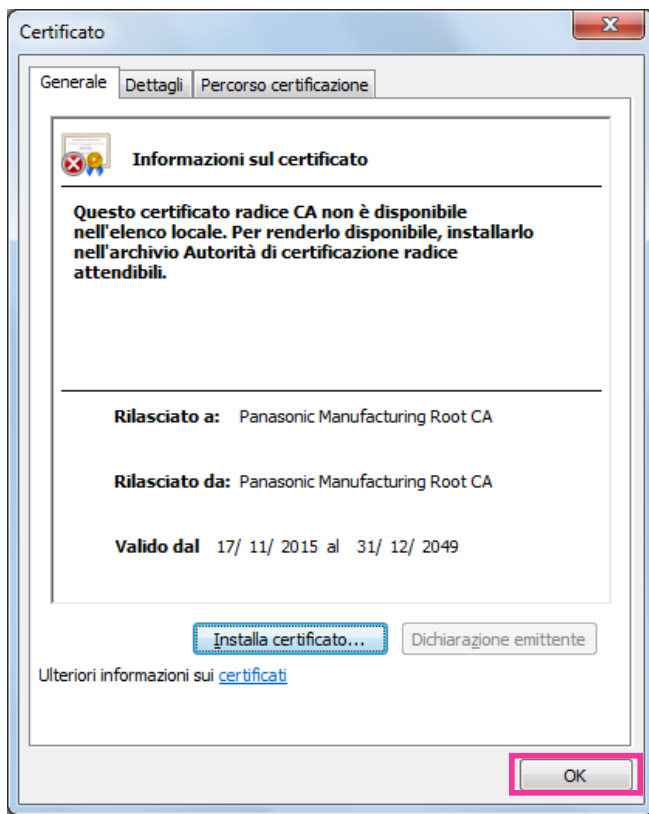 Certificato
Generale Dettagli Percorso certificazione
Informazioni sul certificato
Questo certificato radice CA non è disponibile
nell'elenco locale. Per renderlo disponibile, installarlo
nell'archivio Autorità di certificazione radice
attendibili.
Rilasciato a: Panasonic Manufacturing Root CA
Rilasciato da: Panasonic Manufacturing Root CA
Valido dal 17/ 11/ 2015 al 31/ 12/ 2049
Installa certificato... Dichiarazione emittente
Ulteriori informazioni sui certificati
OK